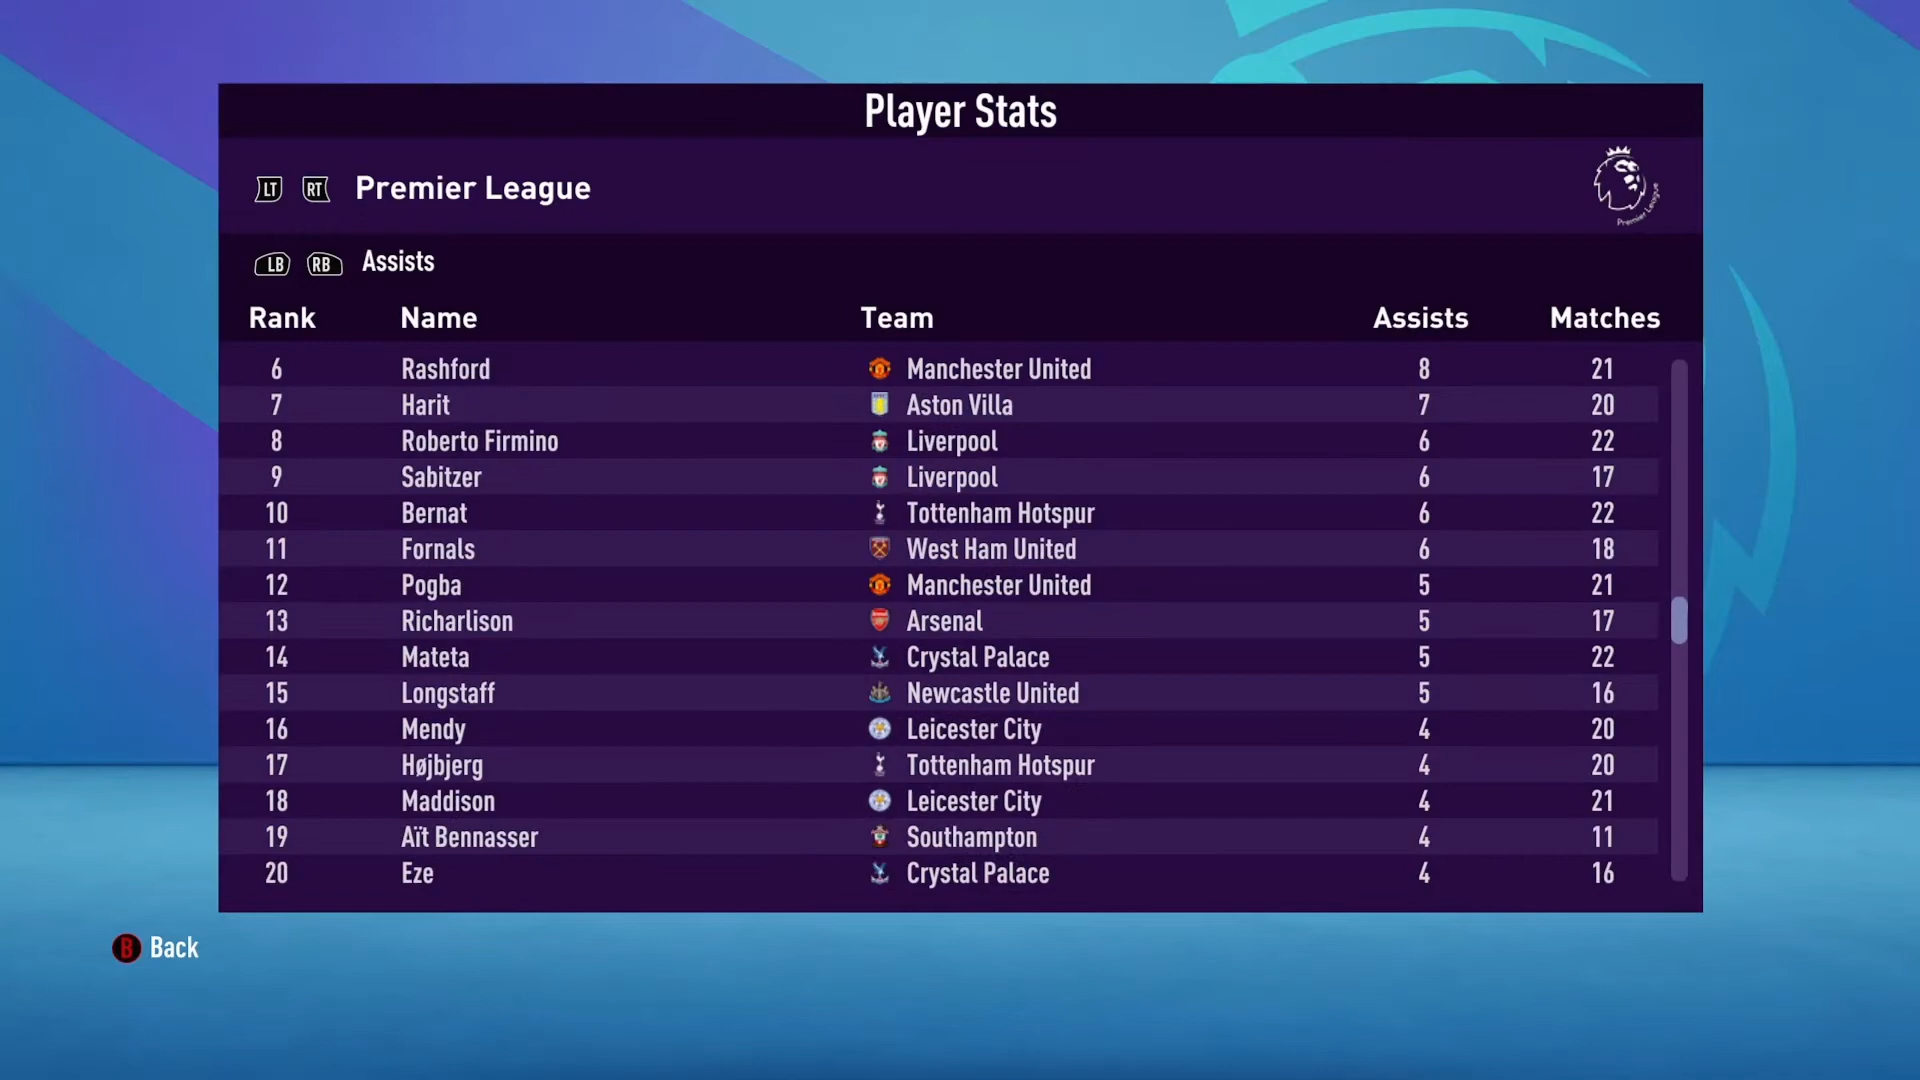 Player Stats
LT RT Premier League
Premier League
LB RB Assists
Rank Name Team Assists Matches
6 Rashford Manchester United 8 21
7 Harit Aston Villa 7 20
8 Roberto Firmino Liverpool 6 22
9 Sabitzer Liverpool 6 17
10 Bernat Tottenham Hotspur 6 22
11 Fornals West Ham United 6 18
12 Pogba Manchester United 5 21
13 Richarlison Arsenal 5 17
14 Mateta Crystal Palace 5 22
15 Longstaff Newcastle United 5 16
16 Mendy Leicester City 4 20
17 Højbjerg Tottenham Hotspur 4 20
18 Maddison Leicester City 4 21
19 Aït Bennasser Southampton 4 11
20 Eze Crystal Palace 4 16
B Back